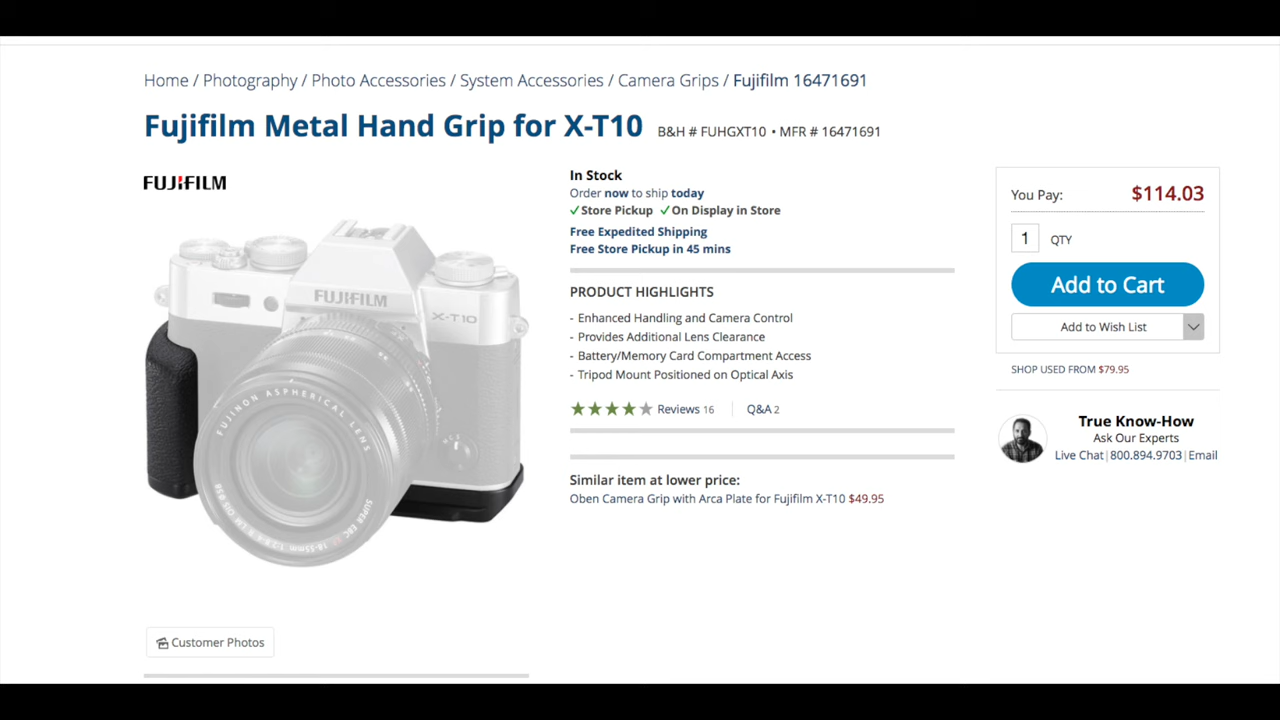 Home / Photography / Photo Accessories / System Accessories / Camera Grips / Fujifilm 16471691
Fujifilm Metal Hand Grip for X-T10 B&H # FUHGXT10 • MFR # 16471691
FUJIFILM
FUJIFILM
X-T10
FUJINON ASPHERICAL LENS
In Stock
Order now to ship today
✓Store Pickup ✓On Display in Store
Free Expedited Shipping
Free Store Pickup in 45 mins
PRODUCT HIGHLIGHTS
- Enhanced Handling and Camera Control
- Provides Additional Lens Clearance
- Battery/Memory Card Compartment Access
- Tripod Mount Positioned on Optical Axis
Reviews 16 Q&A 2
Similar item at lower price:
Oben Camera Grip with Arca Plate for Fujifilm X-T10 $49.95
You Pay: $114.03
1 QTY
Add to Cart
Add to Wish List
SHOP USED FROM $79.95
True Know-How
Ask Our Experts
Live Chat|800.894.9703|Email
Customer Photos